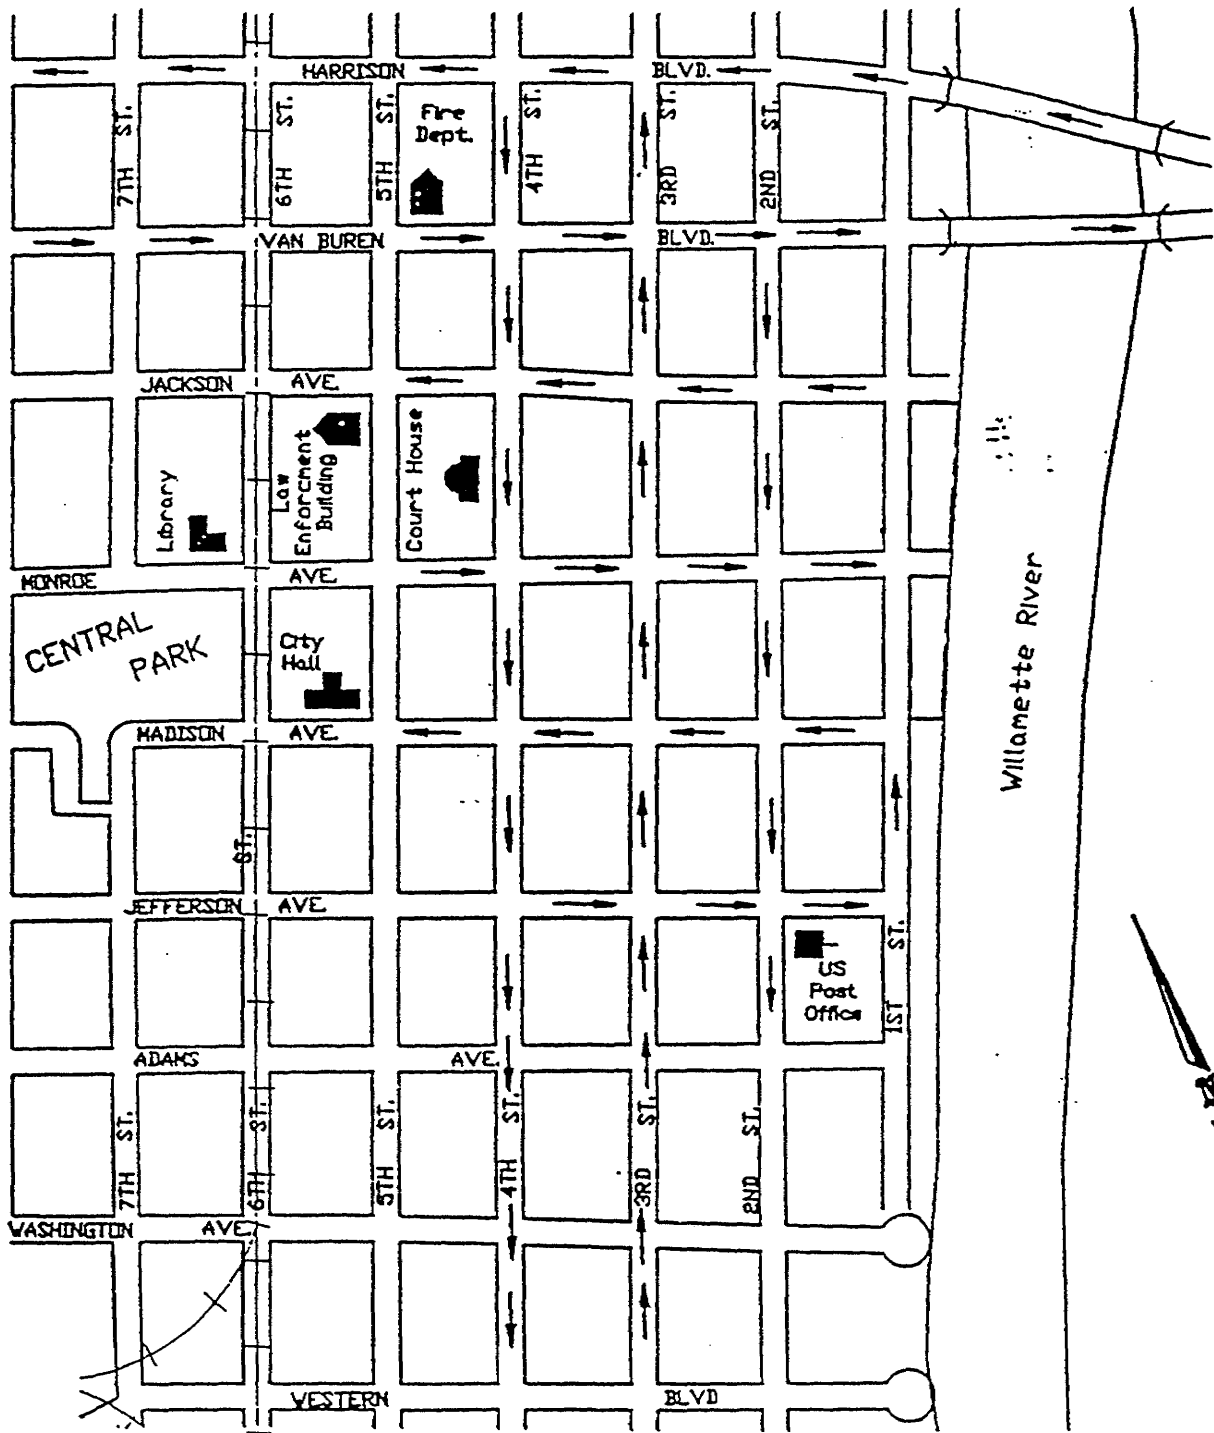 HARRISON BLVD.
7TH ST.
6TH ST.
5TH ST.
Fire
Dept.
4TH ST.
3RD ST.
2ND ST.
VAN BUREN BLVD.
JACKSON AVE.
Library
Law
Enforcment
Building
Court House
MONROE AVE.
CENTRAL
PARK
City
Hall
Willamette River
MADISON AVE.
ST.
JEFFERSON AVE.
US
Post
Office
1ST ST.
ADAMS AVE.
7TH ST.
6TH ST.
5TH ST.
4TH ST.
3RD ST.
2ND ST.
WASHINGTON AVE.
WESTERN BLVD